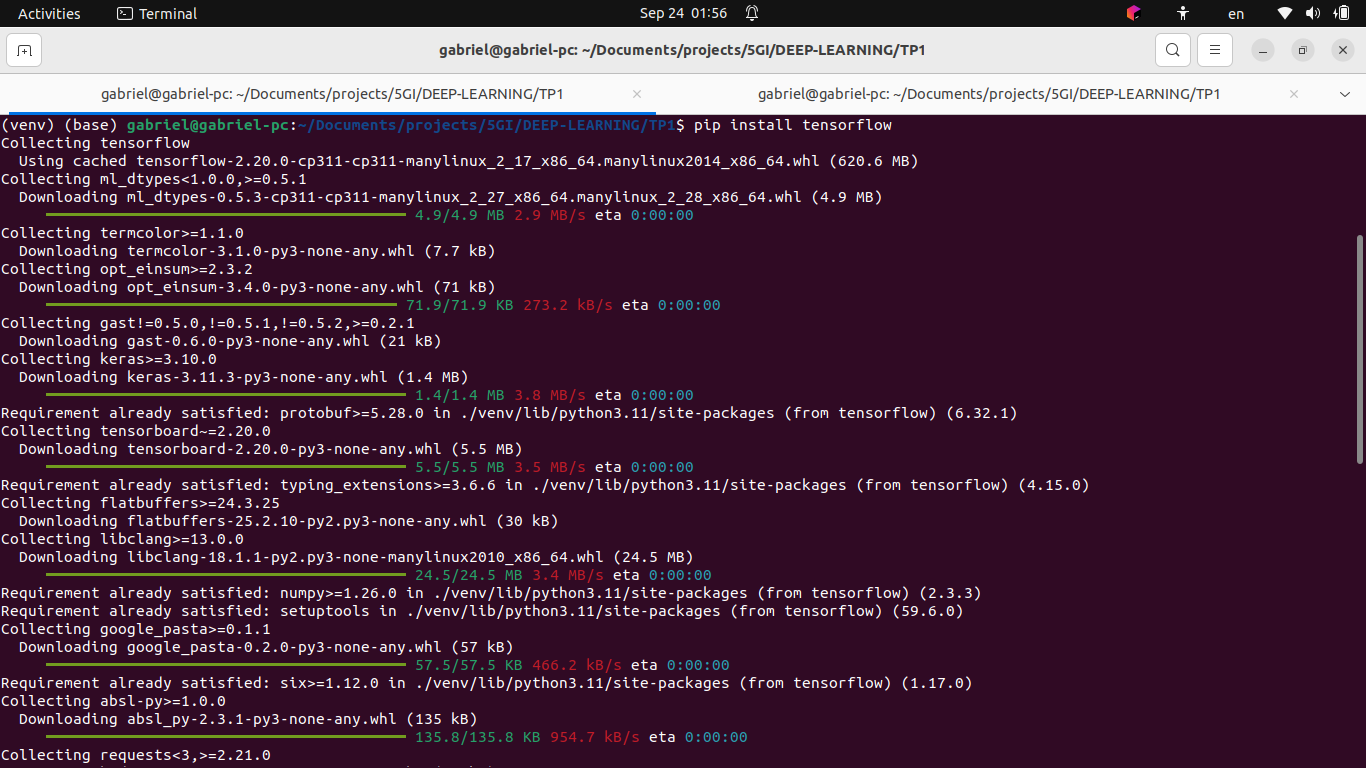 Activities Terminal Sep 24 01:56 en
gabriel@gabriel-pc: ~/Documents/projects/5GI/DEEP-LEARNING/TP1
gabriel@gabriel-pc: ~/Documents/projects/5GI/DEEP-LEARNING/TP1 gabriel@gabriel-pc: ~/Documents/projects/5GI/DEEP-LEARNING/TP1
(venv) (base) gabriel@gabriel-pc:~/Documents/projects/5GI/DEEP-LEARNING/TP1$ pip install tensorflow
Collecting tensorflow
  Using cached tensorflow-2.20.0-cp311-cp311-manylinux_2_17_x86_64.manylinux2014_x86_64.whl (620.6 MB)
Collecting ml_dtypes<1.0.0,>=0.5.1
  Downloading ml_dtypes-0.5.3-cp311-cp311-manylinux_2_27_x86_64.manylinux_2_28_x86_64.whl (4.9 MB)
4.9/4.9 MB 2.9 MB/s eta 0:00:00
Collecting termcolor>=1.1.0
  Downloading termcolor-3.1.0-py3-none-any.whl (7.7 kB)
Collecting opt_einsum>=2.3.2
  Downloading opt_einsum-3.4.0-py3-none-any.whl (71 kB)
71.9/71.9 KB 273.2 kB/s eta 0:00:00
Collecting gast!=0.5.0,!=0.5.1,!=0.5.2,>=0.2.1
  Downloading gast-0.6.0-py3-none-any.whl (21 kB)
Collecting keras>=3.10.0
  Downloading keras-3.11.3-py3-none-any.whl (1.4 MB)
1.4/1.4 MB 3.8 MB/s eta 0:00:00
Requirement already satisfied: protobuf>=5.28.0 in ./venv/lib/python3.11/site-packages (from tensorflow) (6.32.1)
Collecting tensorboard~=2.20.0
  Downloading tensorboard-2.20.0-py3-none-any.whl (5.5 MB)
5.5/5.5 MB 3.5 MB/s eta 0:00:00
Requirement already satisfied: typing_extensions>=3.6.6 in ./venv/lib/python3.11/site-packages (from tensorflow) (4.15.0)
Collecting flatbuffers>=24.3.25
  Downloading flatbuffers-25.2.10-py2.py3-none-any.whl (30 kB)
Collecting libclang>=13.0.0
  Downloading libclang-18.1.1-py2.py3-none-manylinux2010_x86_64.whl (24.5 MB)
24.5/24.5 MB 3.4 MB/s eta 0:00:00
Requirement already satisfied: numpy>=1.26.0 in ./venv/lib/python3.11/site-packages (from tensorflow) (2.3.3)
Requirement already satisfied: setuptools in ./venv/lib/python3.11/site-packages (from tensorflow) (59.6.0)
Collecting google_pasta>=0.1.1
  Downloading google_pasta-0.2.0-py3-none-any.whl (57 kB)
57.5/57.5 KB 466.2 kB/s eta 0:00:00
Requirement already satisfied: six>=1.12.0 in ./venv/lib/python3.11/site-packages (from tensorflow) (1.17.0)
Collecting absl-py>=1.0.0
  Downloading absl_py-2.3.1-py3-none-any.whl (135 kB)
135.8/135.8 KB 954.7 kB/s eta 0:00:00
Collecting requests<3,>=2.21.0